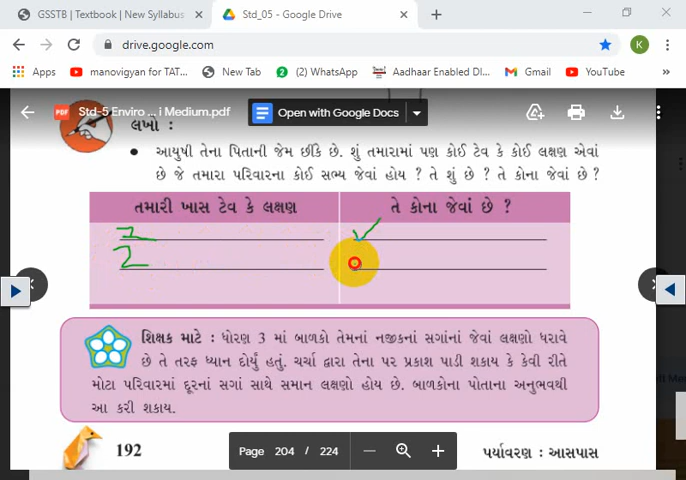 GSSTB | Textbook | New Syllabus
Std_05 - Google Drive
drive.google.com
K
Apps
manovigyan for TAT...
New Tab
(2) WhatsApp
Aadhaar Enabled Dl...
Gmail
YouTube
PDF
Std-5 Enviro ... i Medium.pdf
Open with Google Docs
લખો :
• આયુષી તેના પિતાની જેમ છીંકે છે. શું તમારામાં પણ કોઈ ટેવ કે કોઈ લક્ષણ એવાં
છે જે તમારા પરિવારના કોઈ સભ્ય જેવાં હોય ? તે શું છે ? તે કોના જેવાં છે ?
તમારી ખાસ ટેવ કે લક્ષણ
તે કોના જેવાં છે ?
1
2
શિક્ષક માટે : ધોરણ 3 માં બાળકો તેમનાં નજીકનાં સગાંનાં જેવાં લક્ષણો ધરાવે
છે તે તરફ ધ્યાન દોર્યું હતું. ચર્ચા દ્વારા તેના પર પ્રકાશ પાડી શકાય કે કેવી રીતે
મોટા પરિવારમાં દૂરનાં સગાં સાથે સમાન લક્ષણો હોય છે. બાળકોના પોતાના અનુભવથી
આ કરી શકાય.
192
Page 204 / 224
પર્યાવરણ : આસપાસ